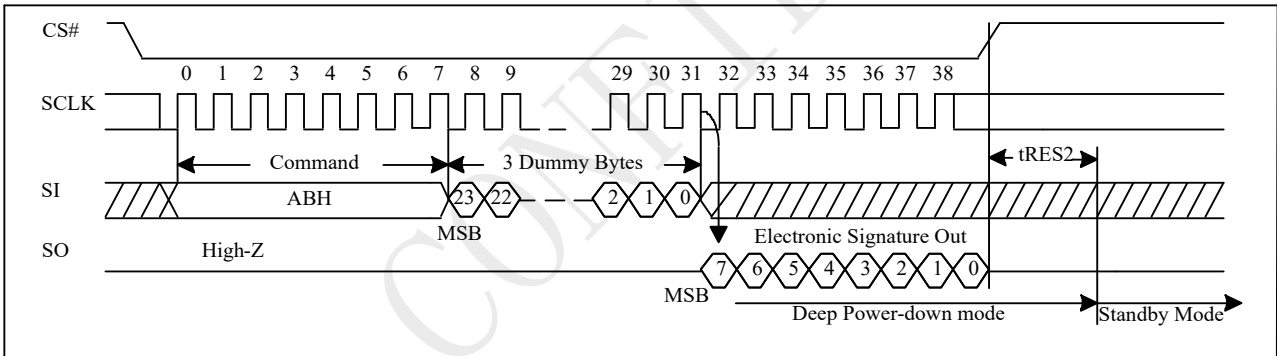 CS#
0 1 2 3 4 5 6 7 8 9 29 30 31 32 33 34 35 36 37 38
SCLK
Command 3 Dummy Bytes tRES2
SI ABH 23 22 2 1 0
MSB
SO High-Z Electronic Signature Out
7 6 5 4 3 2 1 0
MSB
Deep Power-down mode Standby Mode